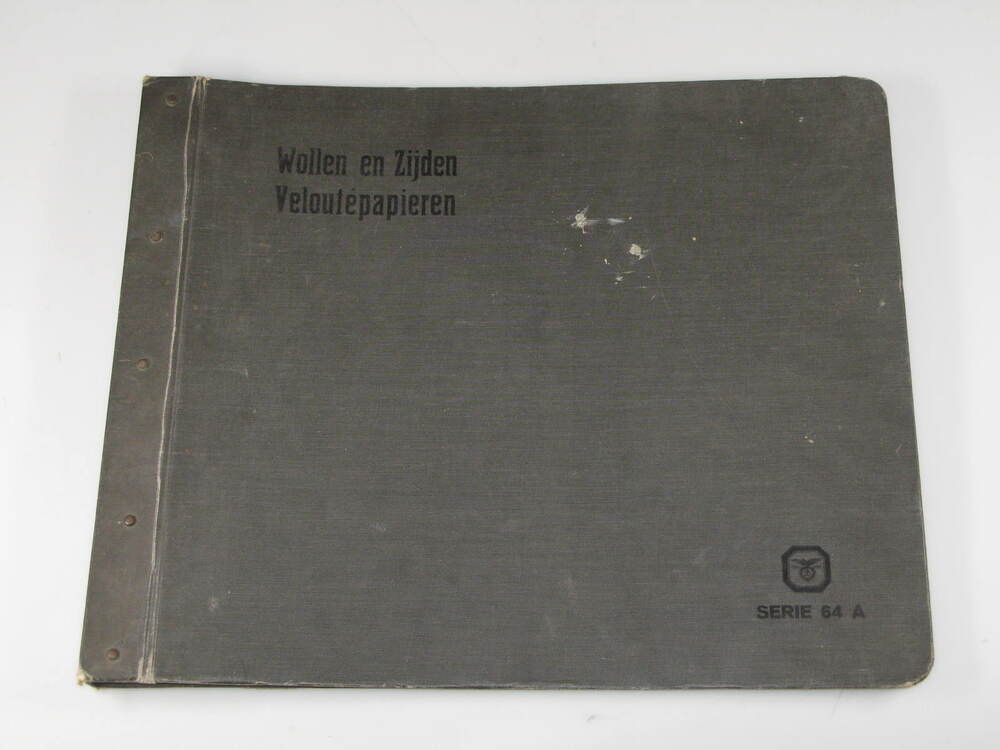 Wollen en Zijden
Veloutépapieren
SERIE 64 A